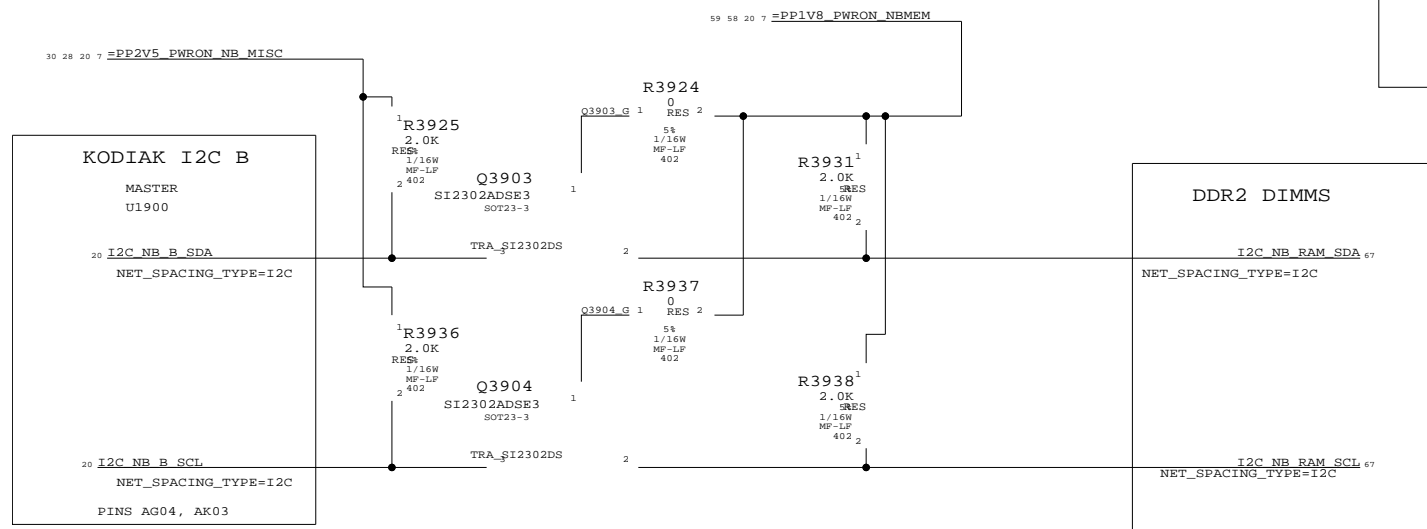 59 58 20 7 =PP1V8_PWRON_NBMEM
30 28 20 7 =PP2V5_PWRON_NB_MISC
R3924
0
Q3903_G 1 RES 2
5%
1/16W
MF-LF
402
1
R3925
2.0K
RES
5%
1/16W
MF-LF
402
2
Q3903
SI2302ADSE3
SOT23-3
1
R3931
1
2.0K
5%
RES
1/16W
MF-LF
402
2
KODIAK I2C B
MASTER
U1900
DDR2 DIMMS
20 I2C_NB_B_SDA
NET_SPACING_TYPE=I2C
TRA_SI2302DS
3
2
I2C_NB_RAM_SDA 67
NET_SPACING_TYPE=I2C
R3937
0
Q3904_G 1 RES 2
5%
1/16W
MF-LF
402
1
R3936
2.0K
RES
5%
1/16W
MF-LF
402
2
Q3904
SI2302ADSE3
SOT23-3
1
R3938
1
2.0K
5%
RES
1/16W
MF-LF
402
2
20 I2C_NB_B_SCL
NET_SPACING_TYPE=I2C
TRA_SI2302DS
3
2
I2C_NB_RAM_SCL 67
NET_SPACING_TYPE=I2C
PINS AG04, AK03